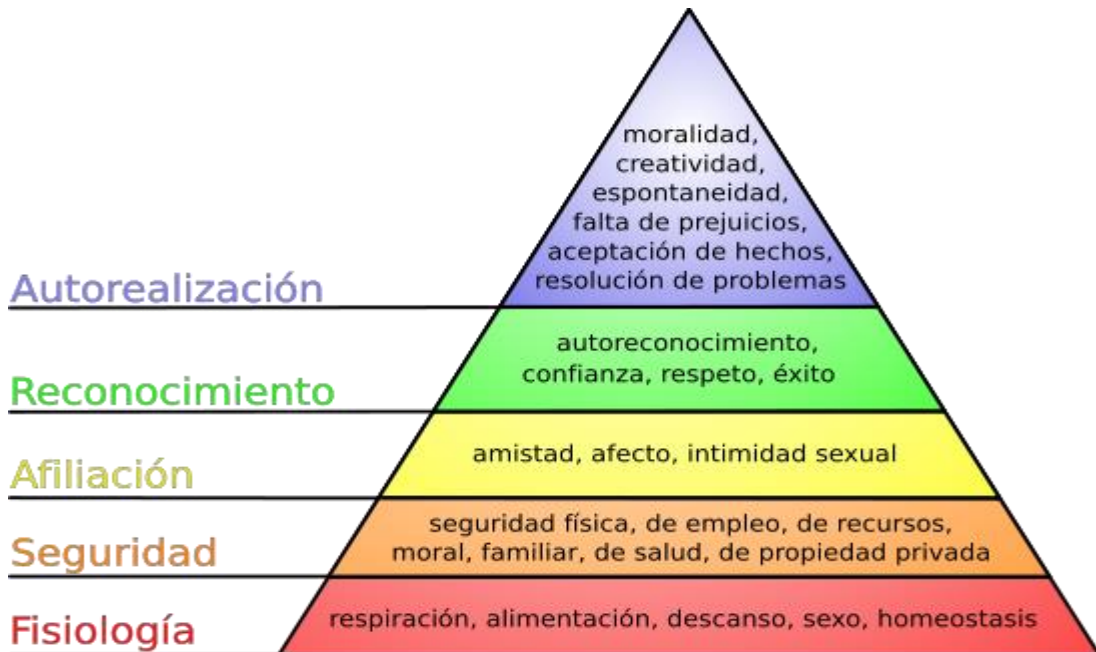 moralidad,
creatividad,
espontaneidad,
falta de prejuicios,
aceptación de hechos,
resolución de problemas
Autorealización
autoreconocimiento,
confianza, respeto, éxito
Reconocimiento
amistad, afecto, intimidad sexual
Afiliación
seguridad física, de empleo, de recursos,
moral, familiar, de salud, de propiedad privada
Seguridad
respiración, alimentación, descanso, sexo, homeostasis
Fisiología